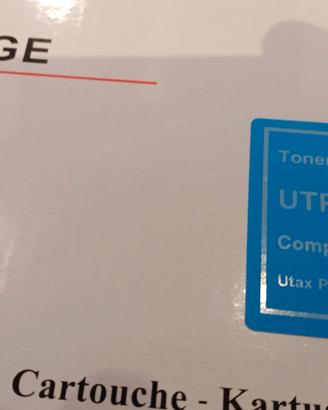 GE
Toner
UTP
Comp
Utax P
Cartouche - Kartu